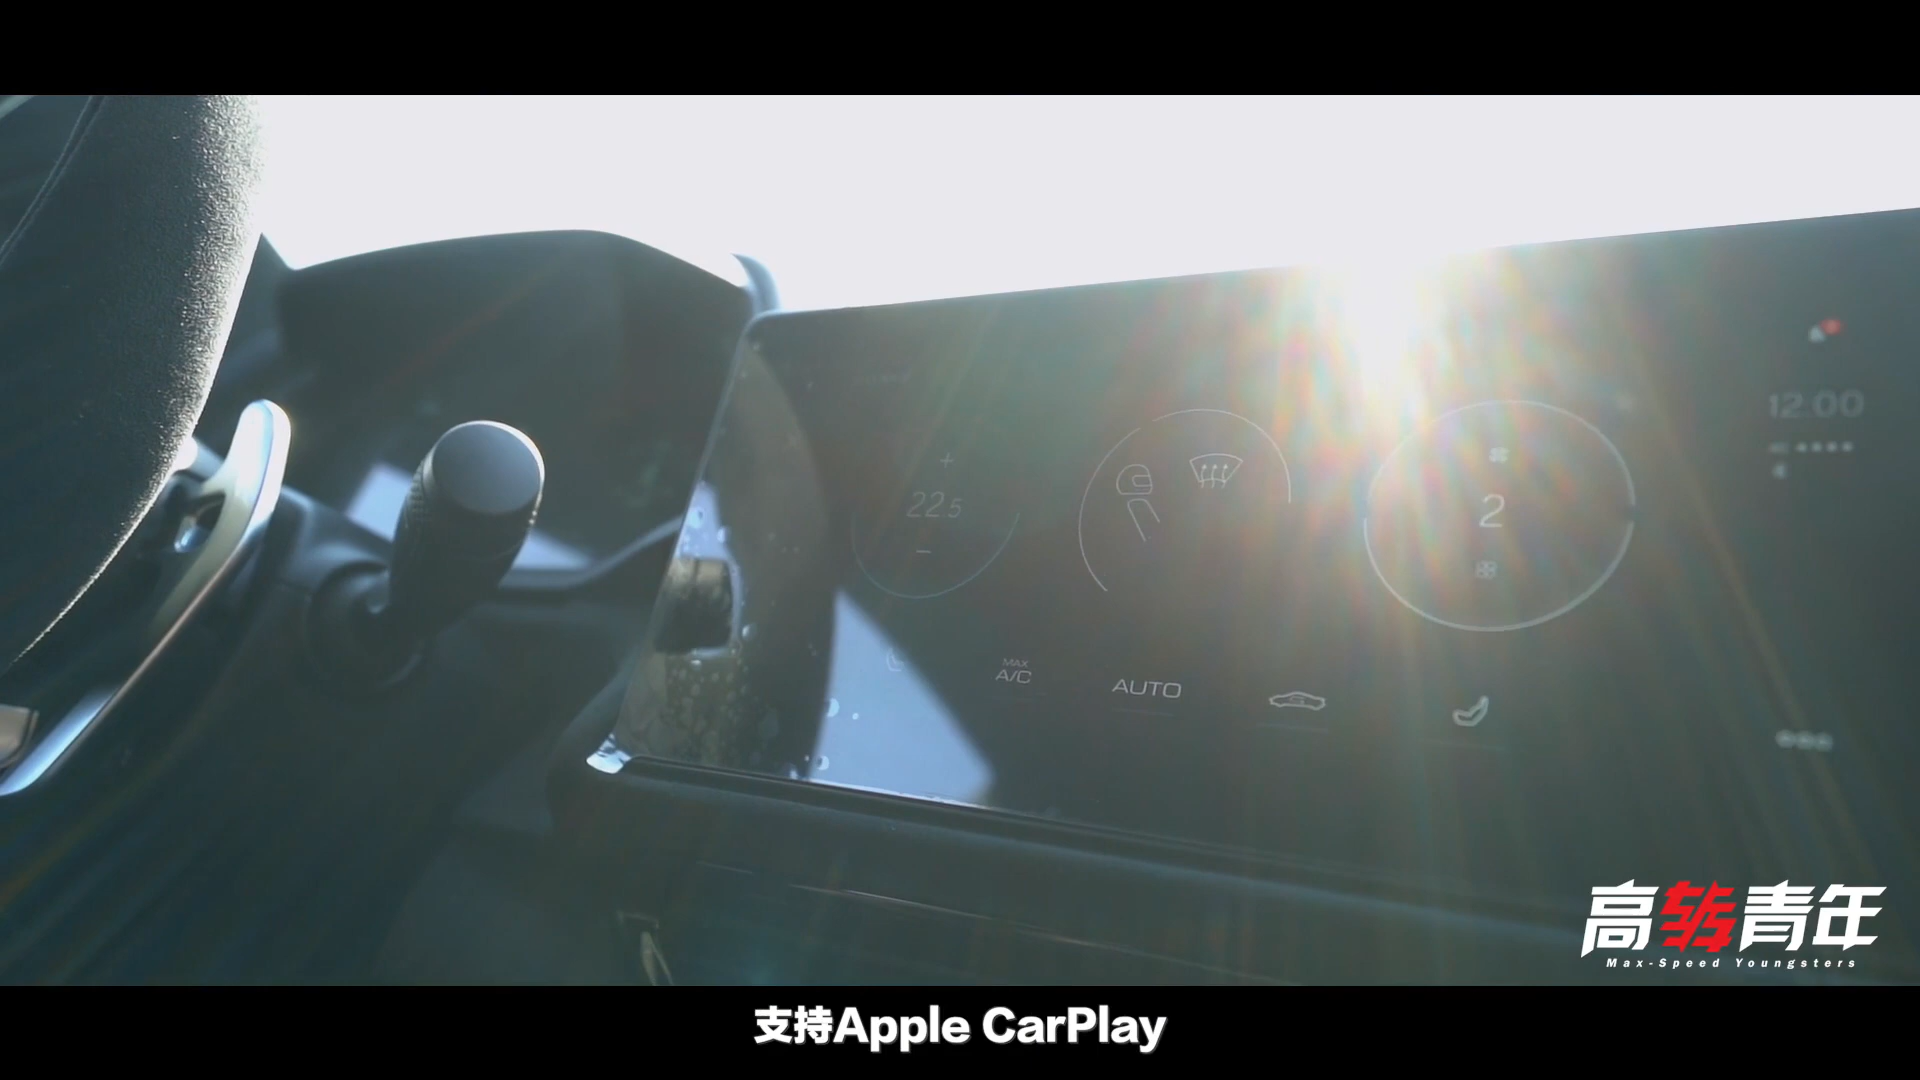 12:00
22.5
2
MAX
A/C
AUTO
高转青年
Max-Speed Youngsters
支持Apple CarPlay